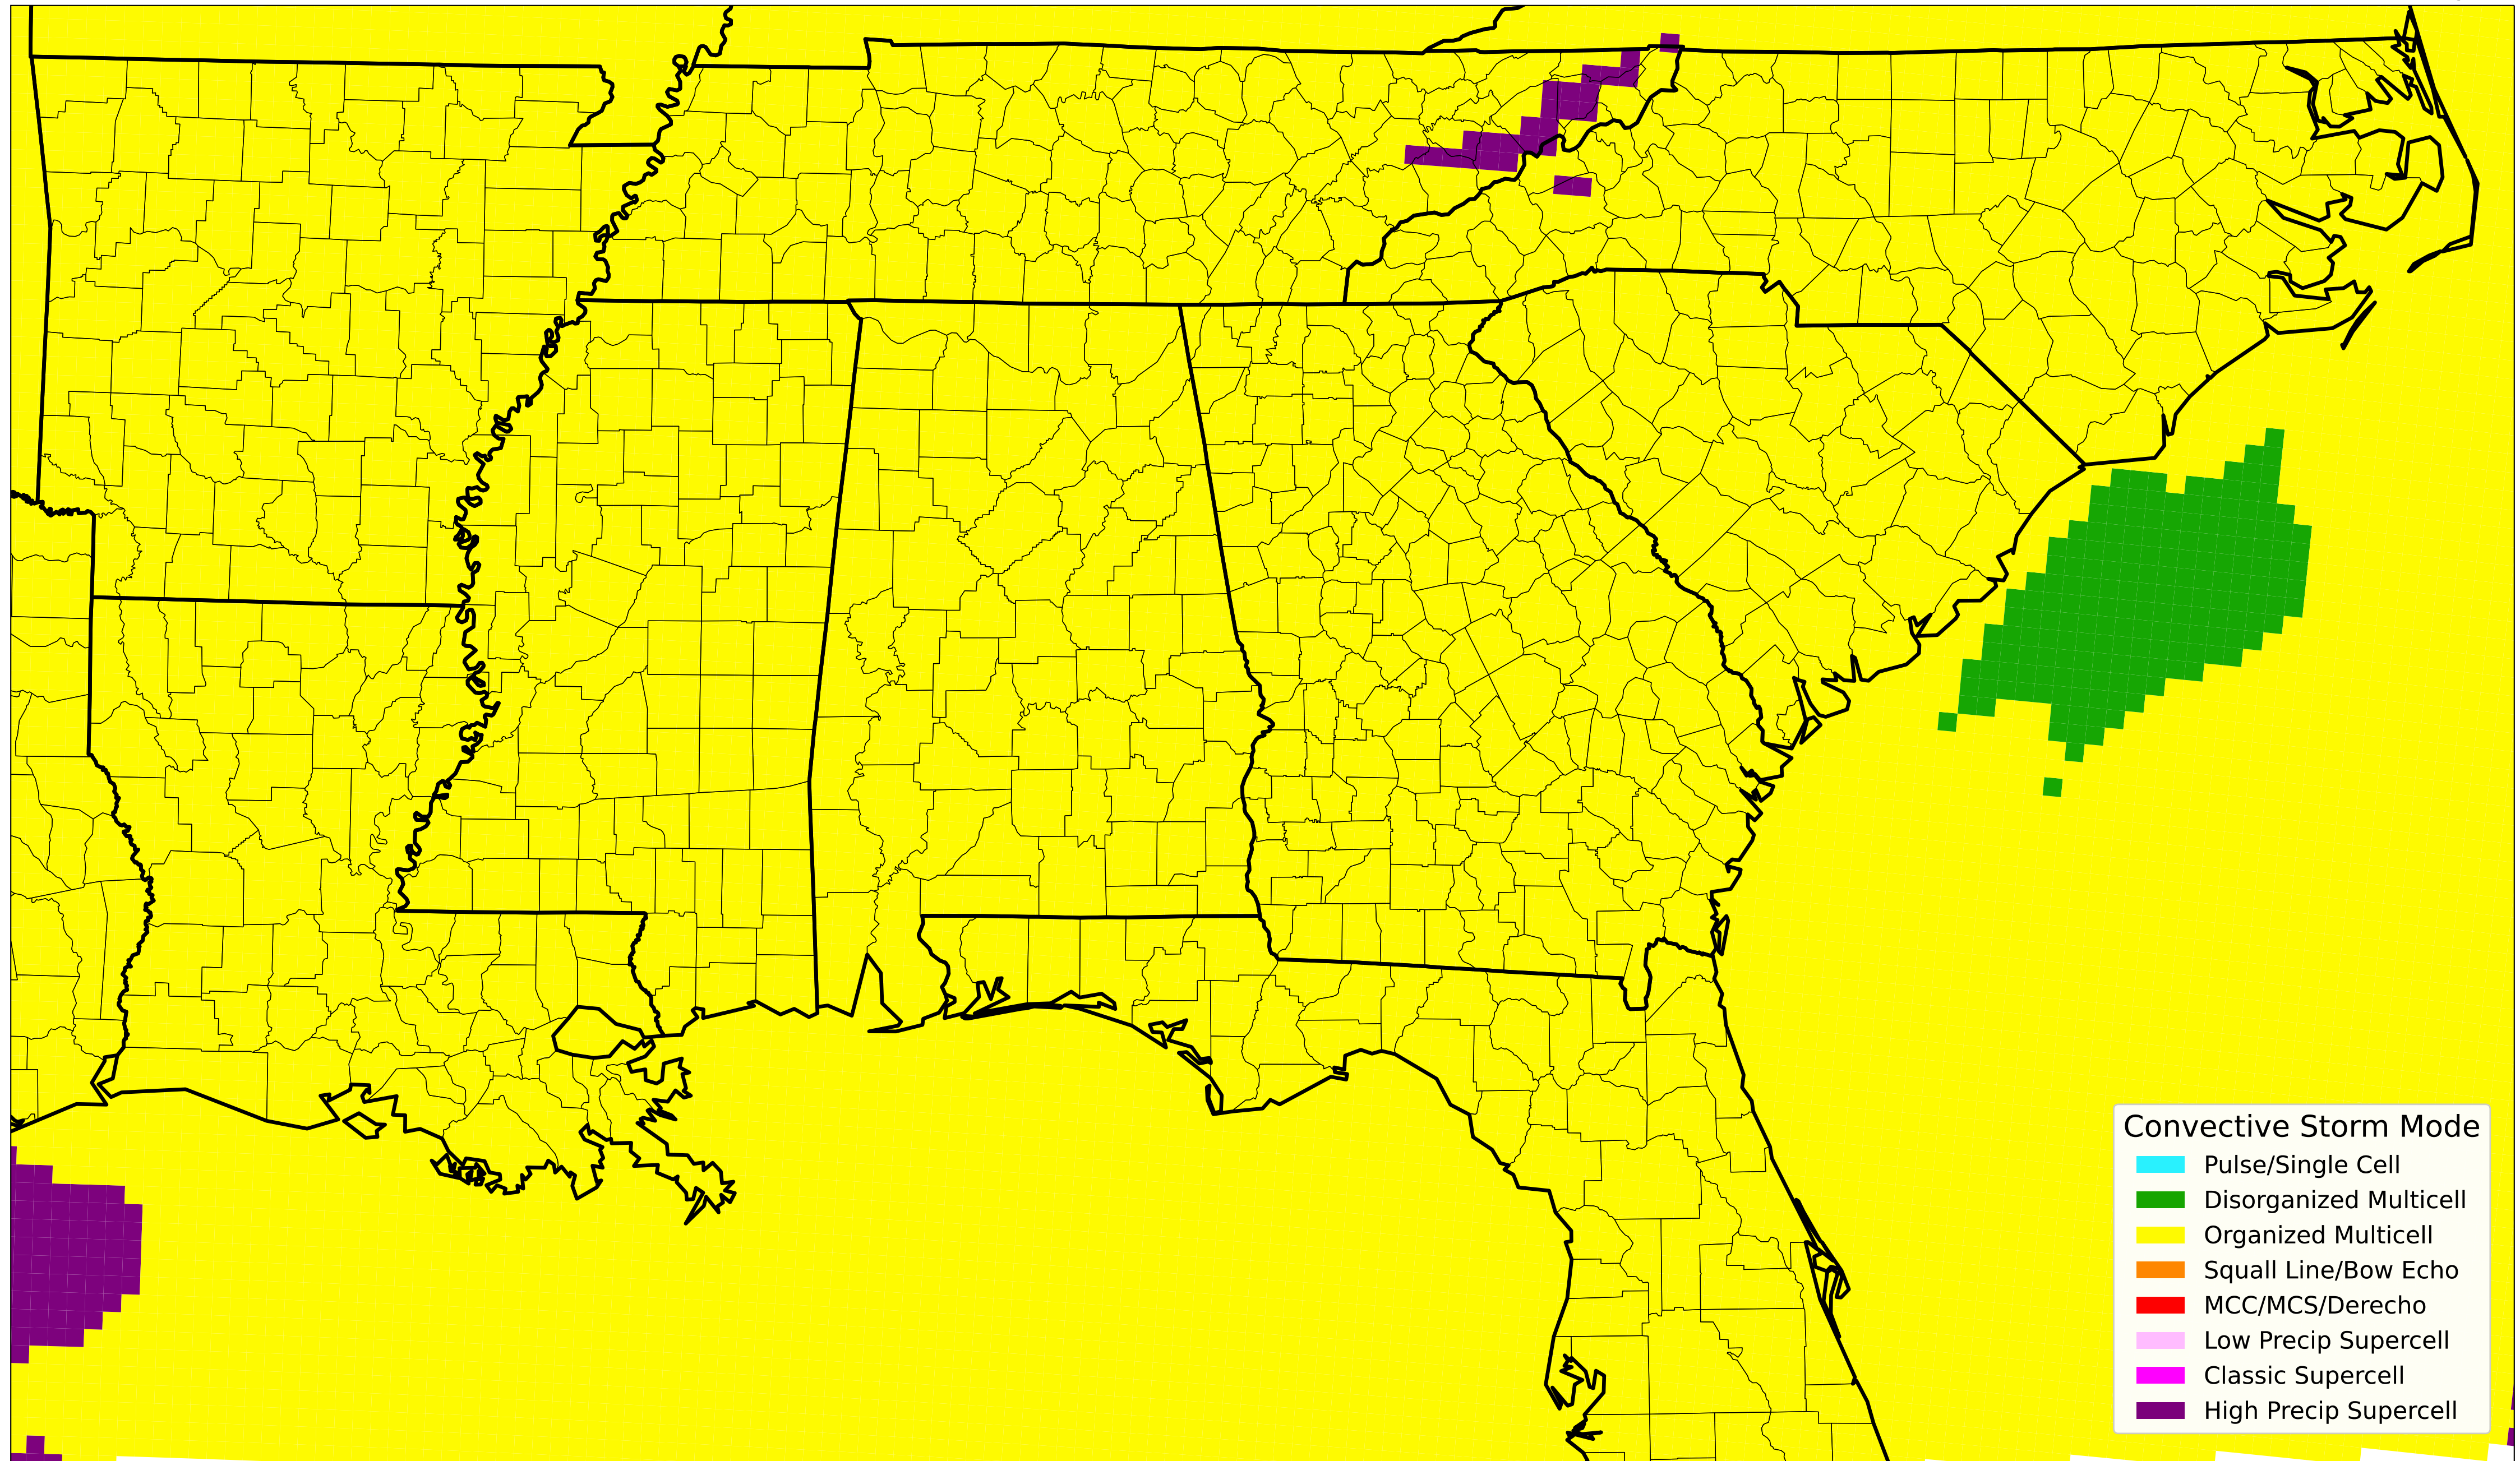 Convective Storm Mode
Pulse/Single Cell
Disorganized Multicell
Organized Multicell
Squall Line/Bow Echo
MCC/MCS/Derecho
Low Precip Supercell
Classic Supercell
High Precip Supercell